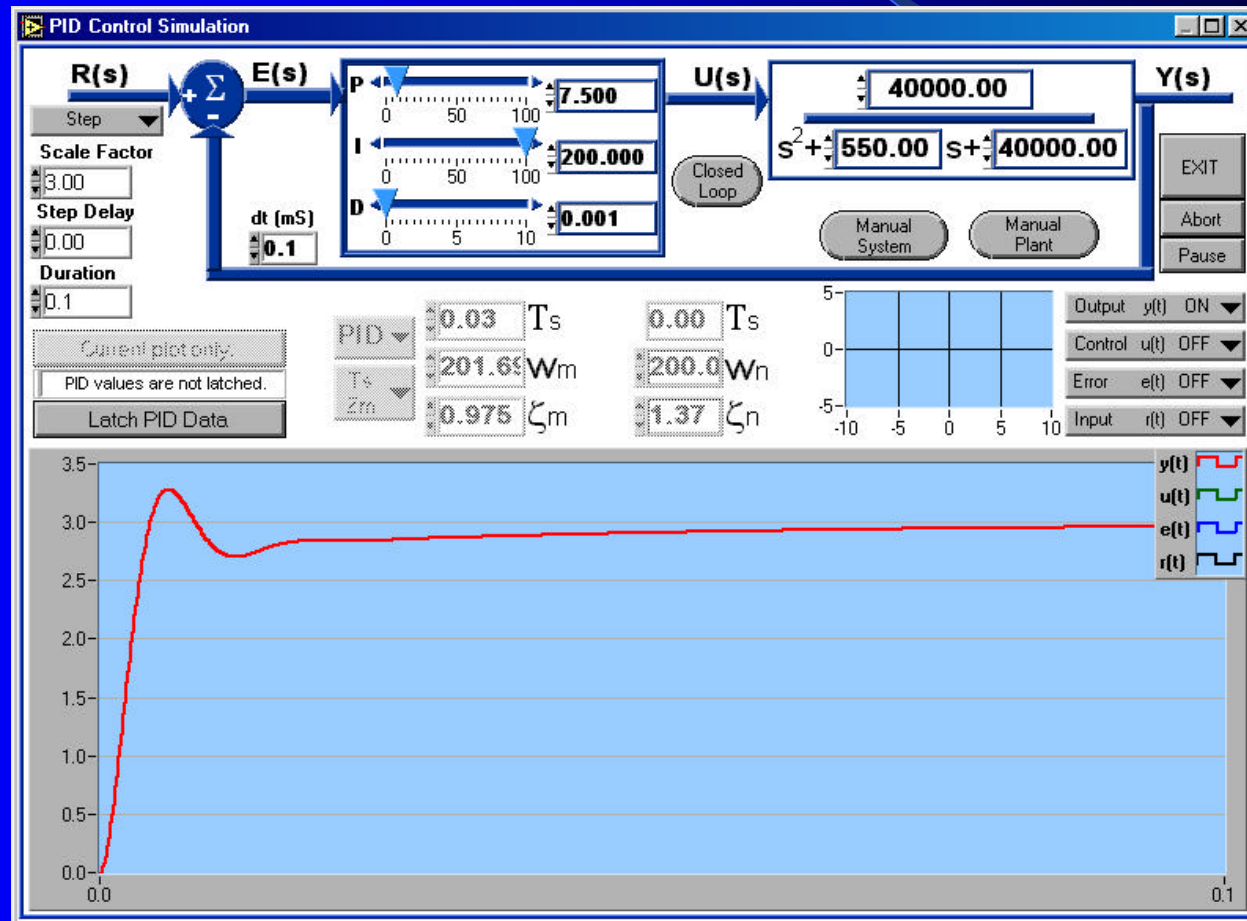 PID Control Simulation
R(s)
+ Σ -
E(s)
Step
Scale Factor
3.00
Step Delay
0.00
Duration
0.1
dt (mS)
0.1
P
7.500
0 50 100
I
200.000
0 50 100
D
0.001
0 5 10
U(s)
Closed
Loop
40000.00
s2+ 550.00 s+ 40000.00
Y(s)
Manual
System
Manual
Plant
EXIT
Abort
Pause
Current plot only.
PID values are not latched.
Latch PID Data
PID
Ts
Zm
0.03 Ts
201.69 Wm
0.975 ζm
0.00 Ts
200.0 Wn
1.37 ζn
5
0
-5
-10 -5 0 5 10
Output y(t) ON
Control u(t) OFF
Error e(t) OFF
Input r(t) OFF
y(t)
u(t)
e(t)
r(t)
3.5
3.0
2.5
2.0
1.5
1.0
0.5
0.0
0.0 0.1